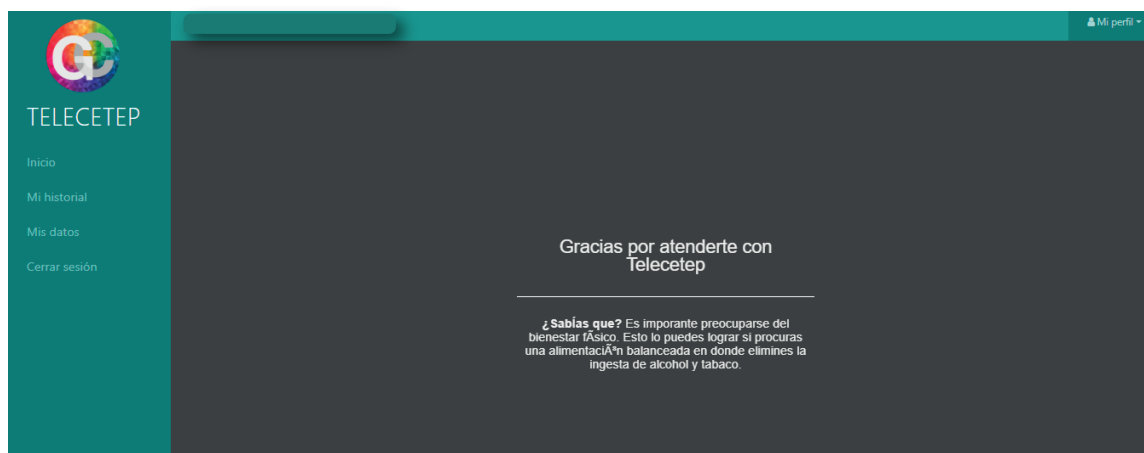 GC
TELECETEP
Inicio
Mi historial
Mis datos
Cerrar sesión
Mi perfil
Gracias por atenderte con
Telecetep
¿Sabías que? Es imporante preocuparse del
bienestar fÃsico. Esto lo puedes lograr si procuras
una alimentaciÃ³n balanceada en donde elimines la
ingesta de alcohol y tabaco.